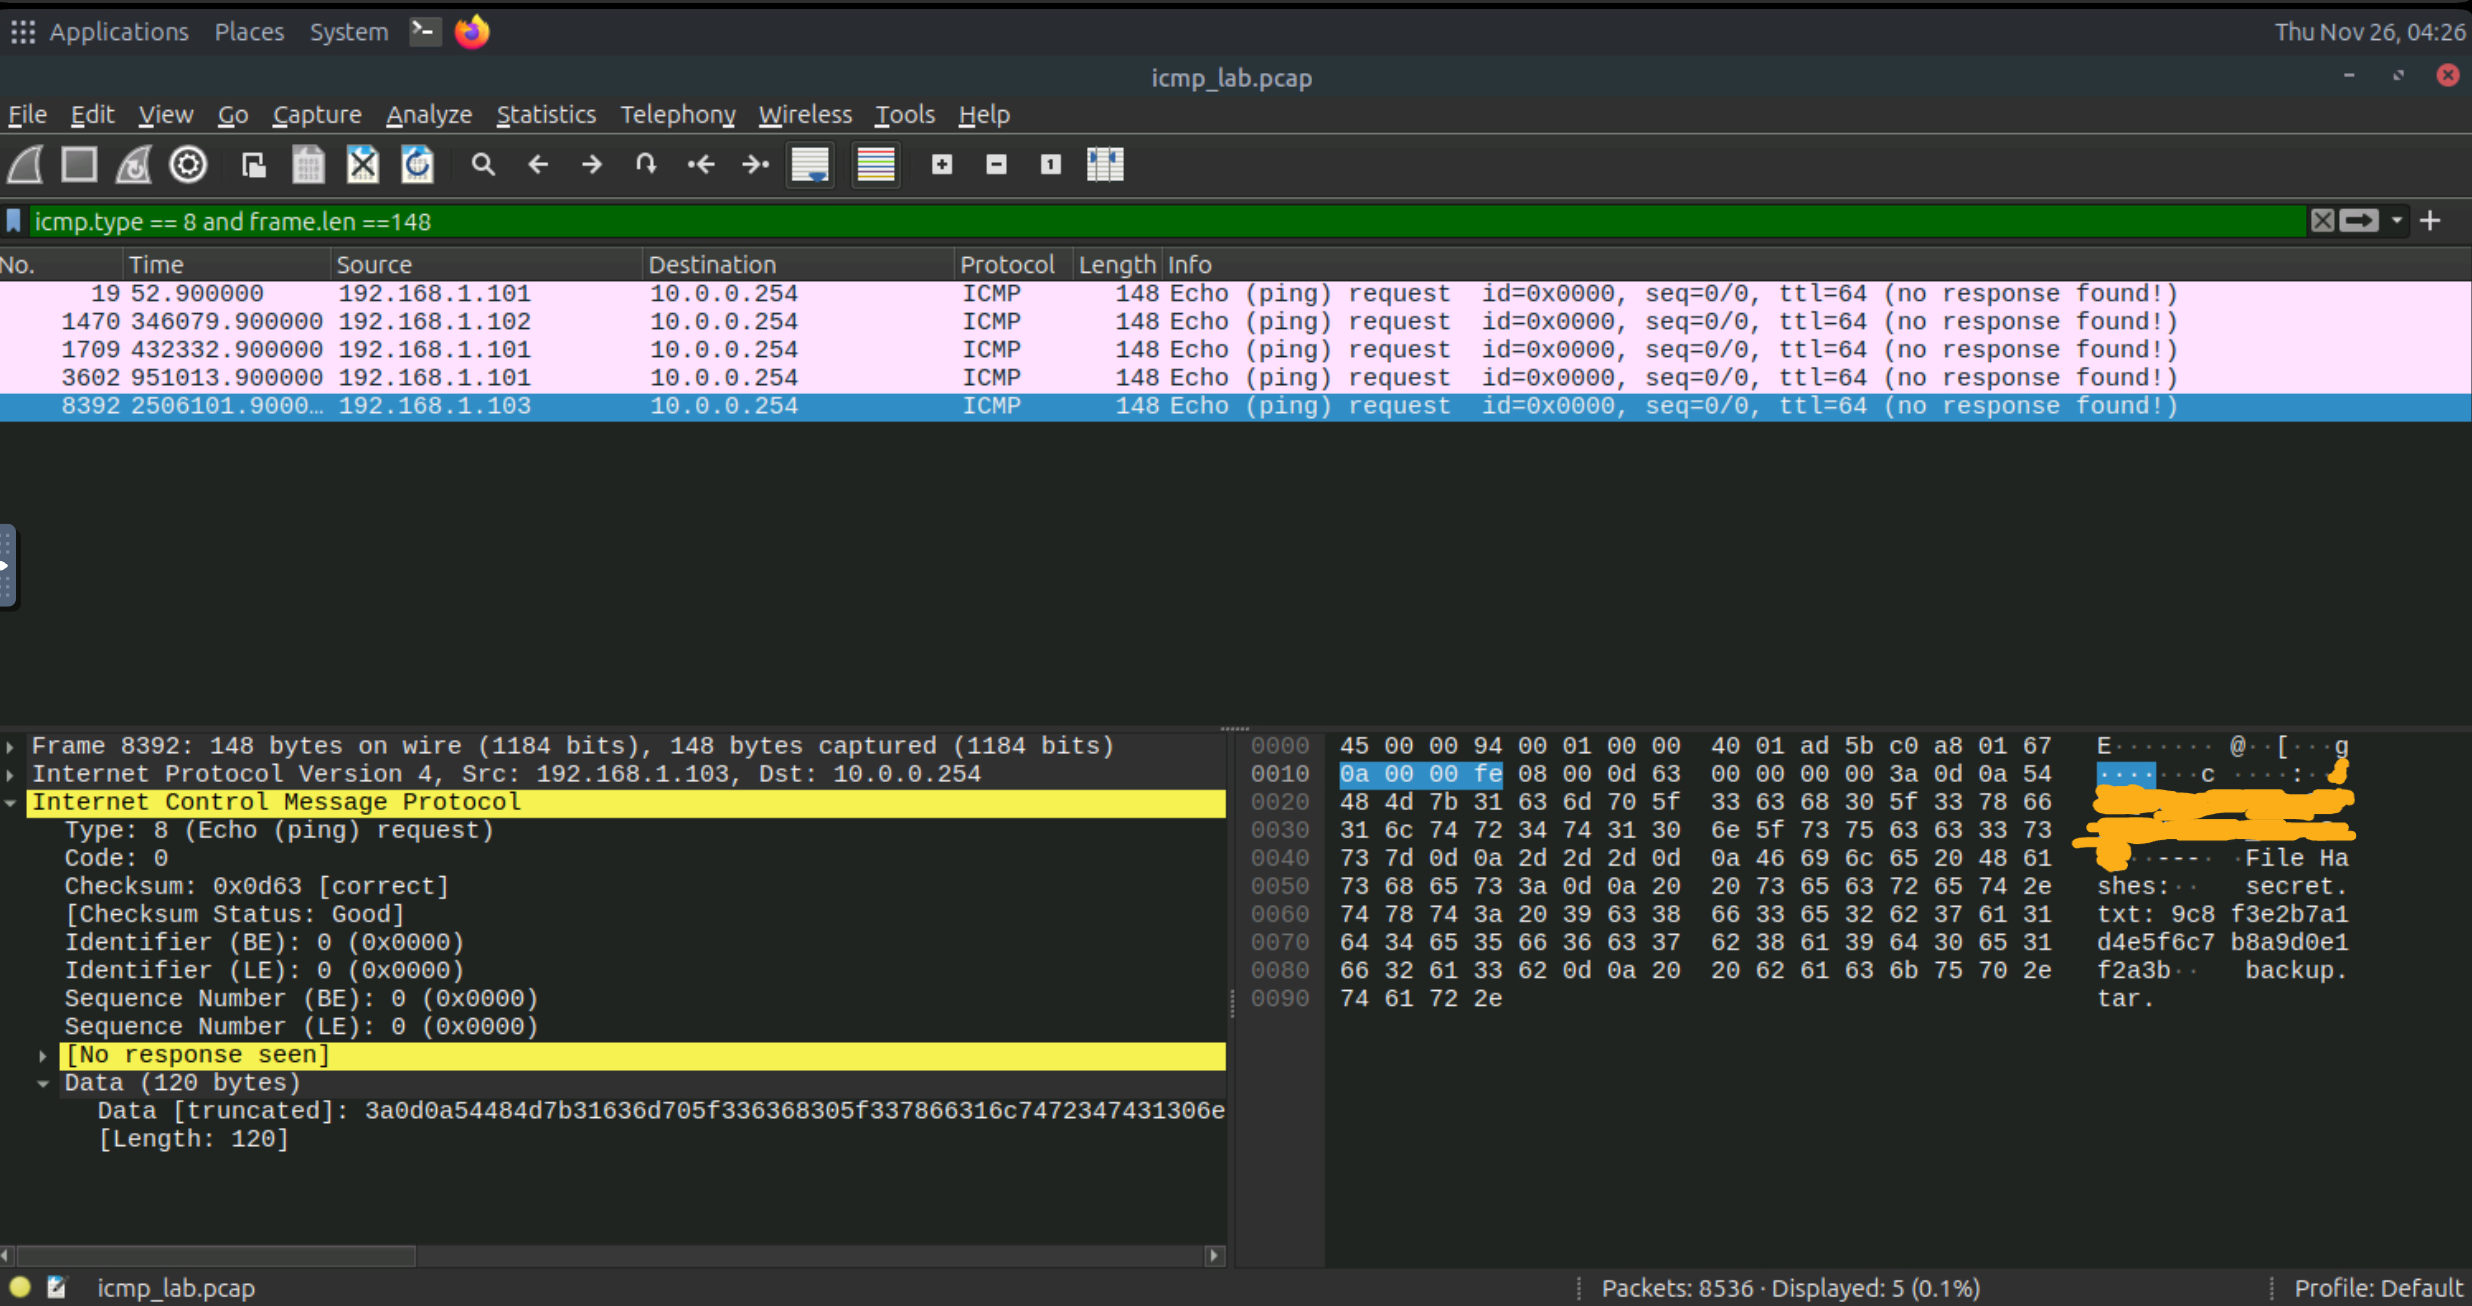 Applications Places System Thu Nov 26, 04:26
icmp_lab.pcap
File Edit View Go Capture Analyze Statistics Telephony Wireless Tools Help
icmp.type == 8 and frame.len ==148
No. Time Source Destination Protocol Length Info
19 52.900000 192.168.1.101 10.0.0.254 ICMP 148 Echo (ping) request id=0x0000, seq=0/0, ttl=64 (no response found!)
1470 346079.900000 192.168.1.102 10.0.0.254 ICMP 148 Echo (ping) request id=0x0000, seq=0/0, ttl=64 (no response found!)
1709 432332.900000 192.168.1.101 10.0.0.254 ICMP 148 Echo (ping) request id=0x0000, seq=0/0, ttl=64 (no response found!)
3602 951013.900000 192.168.1.101 10.0.0.254 ICMP 148 Echo (ping) request id=0x0000, seq=0/0, ttl=64 (no response found!)
8392 2506101.9000… 192.168.1.103 10.0.0.254 ICMP 148 Echo (ping) request id=0x0000, seq=0/0, ttl=64 (no response found!)
Frame 8392: 148 bytes on wire (1184 bits), 148 bytes captured (1184 bits)
Internet Protocol Version 4, Src: 192.168.1.103, Dst: 10.0.0.254
Internet Control Message Protocol
Type: 8 (Echo (ping) request)
Code: 0
Checksum: 0x0d63 [correct]
[Checksum Status: Good]
Identifier (BE): 0 (0x0000)
Identifier (LE): 0 (0x0000)
Sequence Number (BE): 0 (0x0000)
Sequence Number (LE): 0 (0x0000)
[No response seen]
Data (120 bytes)
Data [truncated]: 3a0d0a54484d7b31636d705f336368305f337866316c7472347431306e
[Length: 120]
0000 45 00 00 94 00 01 00 00 40 01 ad 5b c0 a8 01 67 E·······@··[···g
0010 0a 00 00 fe 08 00 0d 63 00 00 00 00 3a 0d 0a 54 ·······c ····:··
0020 48 4d 7b 31 63 6d 70 5f 33 63 68 30 5f 33 78 66
0030 31 6c 74 72 34 74 31 30 6e 5f 73 75 63 63 33 73
0040 73 7d 0d 0a 2d 2d 2d 0d 0a 46 69 6c 65 20 48 61 ··---· ·File Ha
0050 73 68 65 73 3a 0d 0a 20 20 73 65 63 72 65 74 2e shes:·· secret.
0060 74 78 74 3a 20 39 63 38 66 33 65 32 62 37 61 31 txt: 9c8 f3e2b7a1
0070 64 34 65 35 66 36 63 37 62 38 61 39 64 30 65 31 d4e5f6c7 b8a9d0e1
0080 66 32 61 33 62 0d 0a 20 20 62 61 63 6b 75 70 2e f2a3b·· backup.
0090 74 61 72 2e tar.
icmp_lab.pcap Packets: 8536 · Displayed: 5 (0.1%) Profile: Default